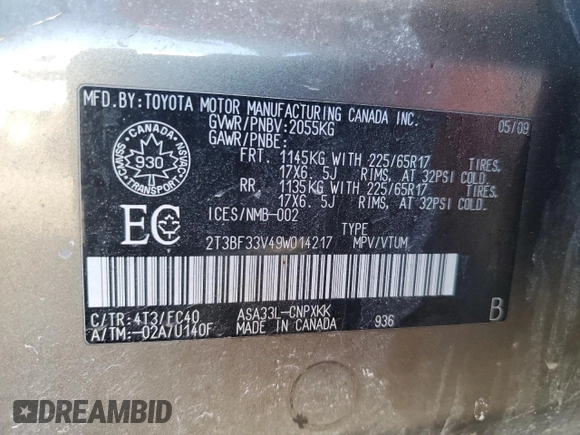 MFD.BY:TOYOTA MOTOR MANUFACTURING CANADA INC.
GVWR/PNBV:2055KG 05/09
GAWR/PNBE:
FRT. 1145KG WITH 225/65R17 TIRES.
17X6. 5J RIMS, AT 32PSI COLD.
RR. 1135KG WITH 225/65R17 TIRES.
17X6. 5J RIMS, AT 32PSI COLD.
CANADA
930
TRANSPORT
NSVAC
CMVSS
ICES/NMB-002
EC
TYPE
2T3BF33V49W014217 MPV/VTUM
C/TR:4T3/FC40 ASA33L-CNPXKK B
A/TM:-02A/U140F MADE IN CANADA 936
DREAMBID